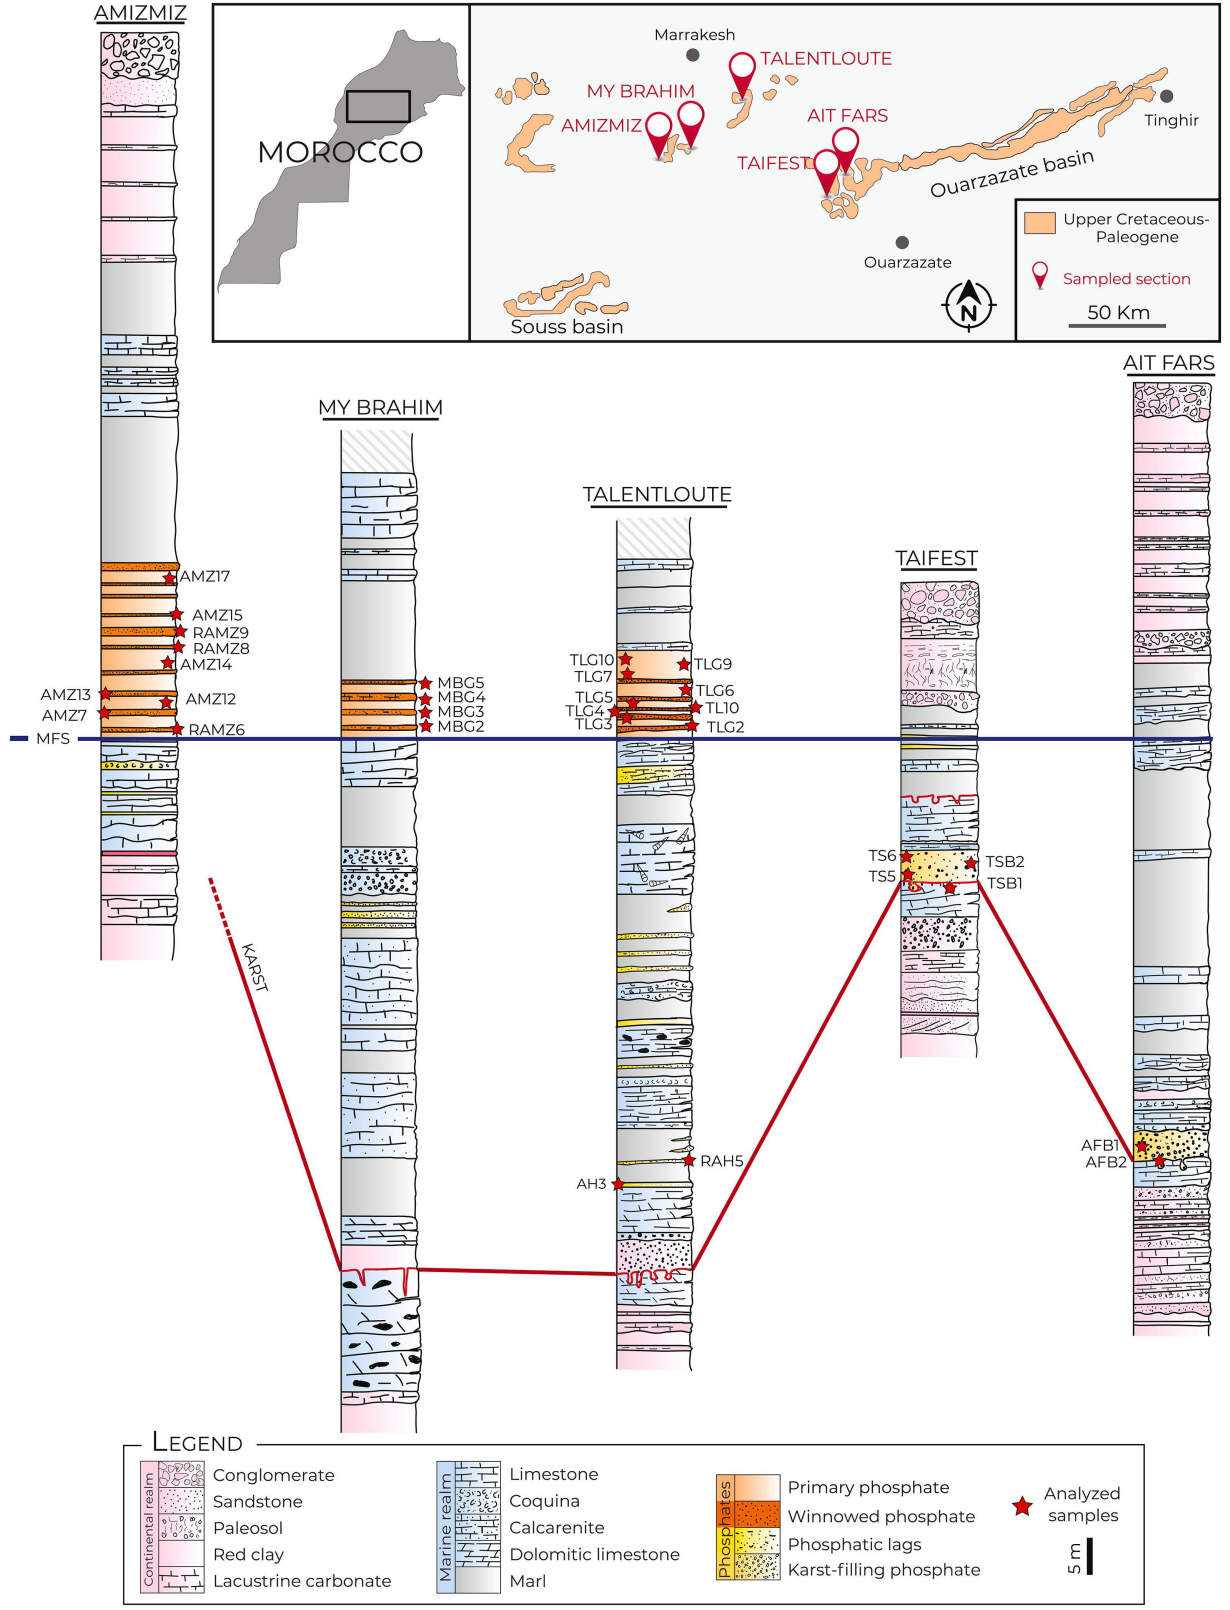 AMIZMIZ
MOROCCO
Marrakesh
TALENTLOUTE
MY BRAHIM
AMIZMIZ
AIT FARS
TAIFEST
Tinghir
Ouarzazate basin
Ouarzazate
Souss basin
Upper Cretaceous-
Paleogene
Sampled section
50 Km
N
AIT FARS
MY BRAHIM
TALENTLOUTE
TAIFEST
AMZ17
AMZ15
RAMZ9
RAMZ8
AMZ14
AMZ13
AMZ12
AMZ7
RAMZ6
MFS
MBG5
MBG4
MBG3
MBG2
TLG10
TLG9
TLG7
TLG6
TLG5
TL10
TLG4
TLG3
TLG2
TS6
TSB2
TS5
TSB1
KARST
RAH5
AH3
AFB1
AFB2
LEGEND
Continental realm
Conglomerate
Sandstone
Paleosol
Red clay
Lacustrine carbonate
Marine realm
Limestone
Coquina
Calcarenite
Dolomitic limestone
Marl
Phosphates
Primary phosphate
Winnowed phosphate
Phosphatic lags
Karst-filling phosphate
Analyzed
samples
5 m